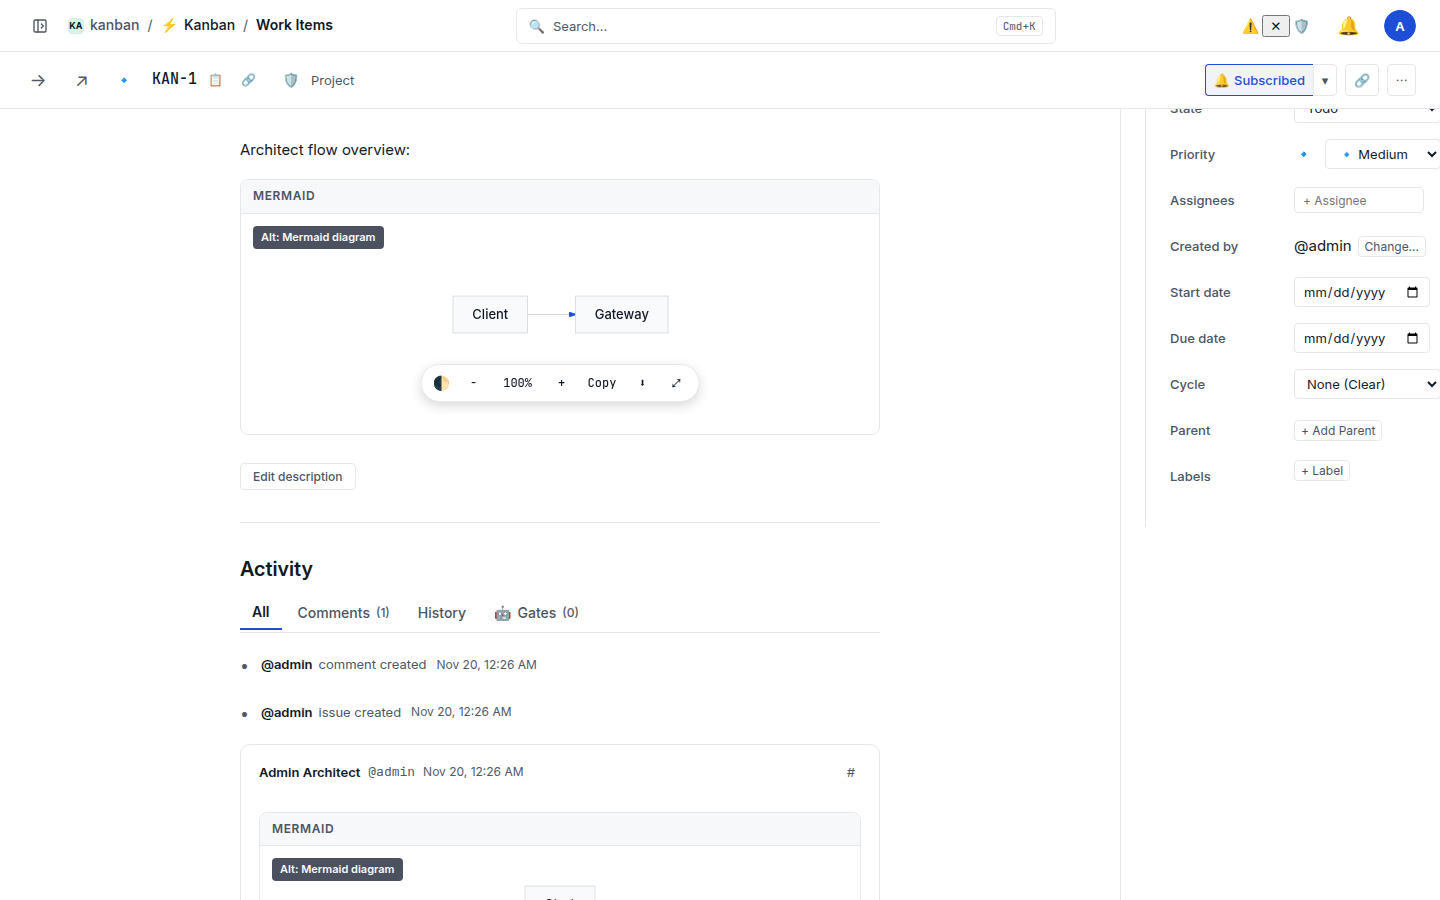 KA kanban / ⚡ Kanban / Work Items
Search...
Cmd+K
A
KAN-1
Project
Subscribed
State
Todo
Priority
Medium
Assignees
+ Assignee
Created by
@admin
Change...
Start date
mm/dd/yyyy
Due date
mm/dd/yyyy
Cycle
None (Clear)
Parent
+ Add Parent
Labels
+ Label
Architect flow overview:
MERMAID
Alt: Mermaid diagram
Client
Gateway
- 100% + Copy
Edit description
Activity
All
Comments (1)
History
Gates (0)
@admin comment created Nov 20, 12:26 AM
@admin issue created Nov 20, 12:26 AM
Admin Architect @admin Nov 20, 12:26 AM
#
MERMAID
Alt: Mermaid diagram